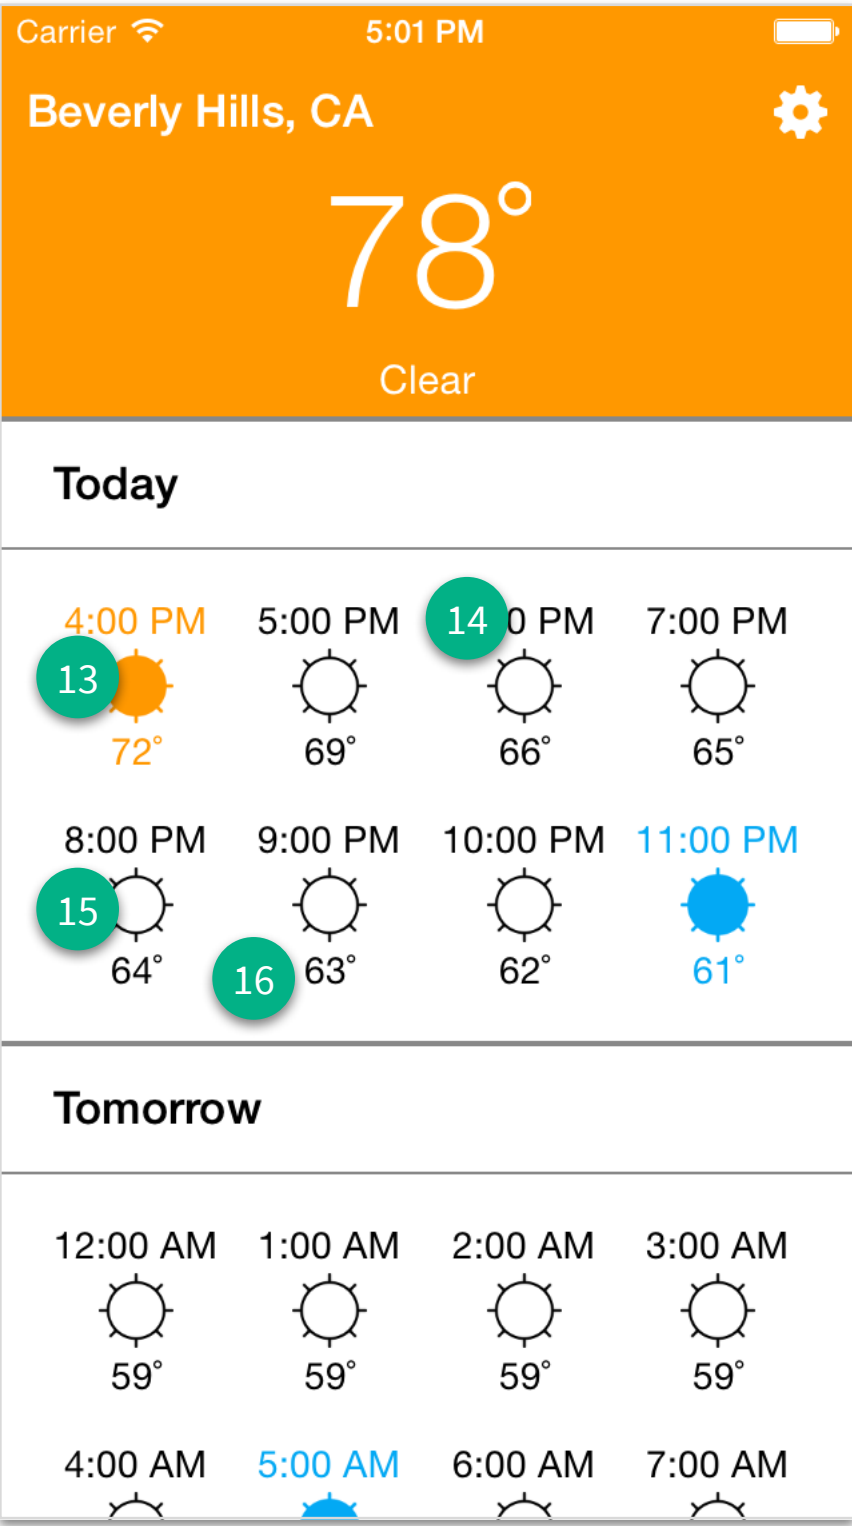 Carrier 5:01 PM
Beverly Hills, CA
78°
Clear
Today
4:00 PM 5:00 PM 14 0 PM 7:00 PM
13
72° 69° 66° 65°
8:00 PM 9:00 PM 10:00 PM 11:00 PM
15
64° 16 63° 62° 61°
Tomorrow
12:00 AM 1:00 AM 2:00 AM 3:00 AM
59° 59° 59° 59°
4:00 AM 5:00 AM 6:00 AM 7:00 AM